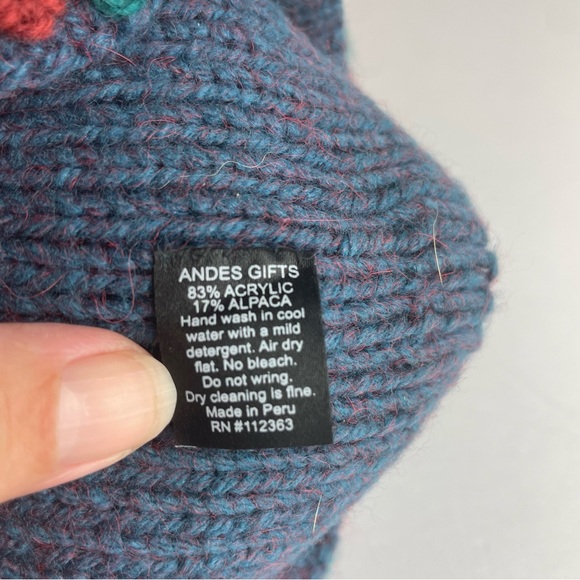 ANDES GIFTS
83% ACRYLIC
17% ALPACA
Hand wash in cool
water with a mild
detergent. Air dry
flat. No bleach.
Do not wring.
Dry cleaning is fine.
Made in Peru
RN #112363